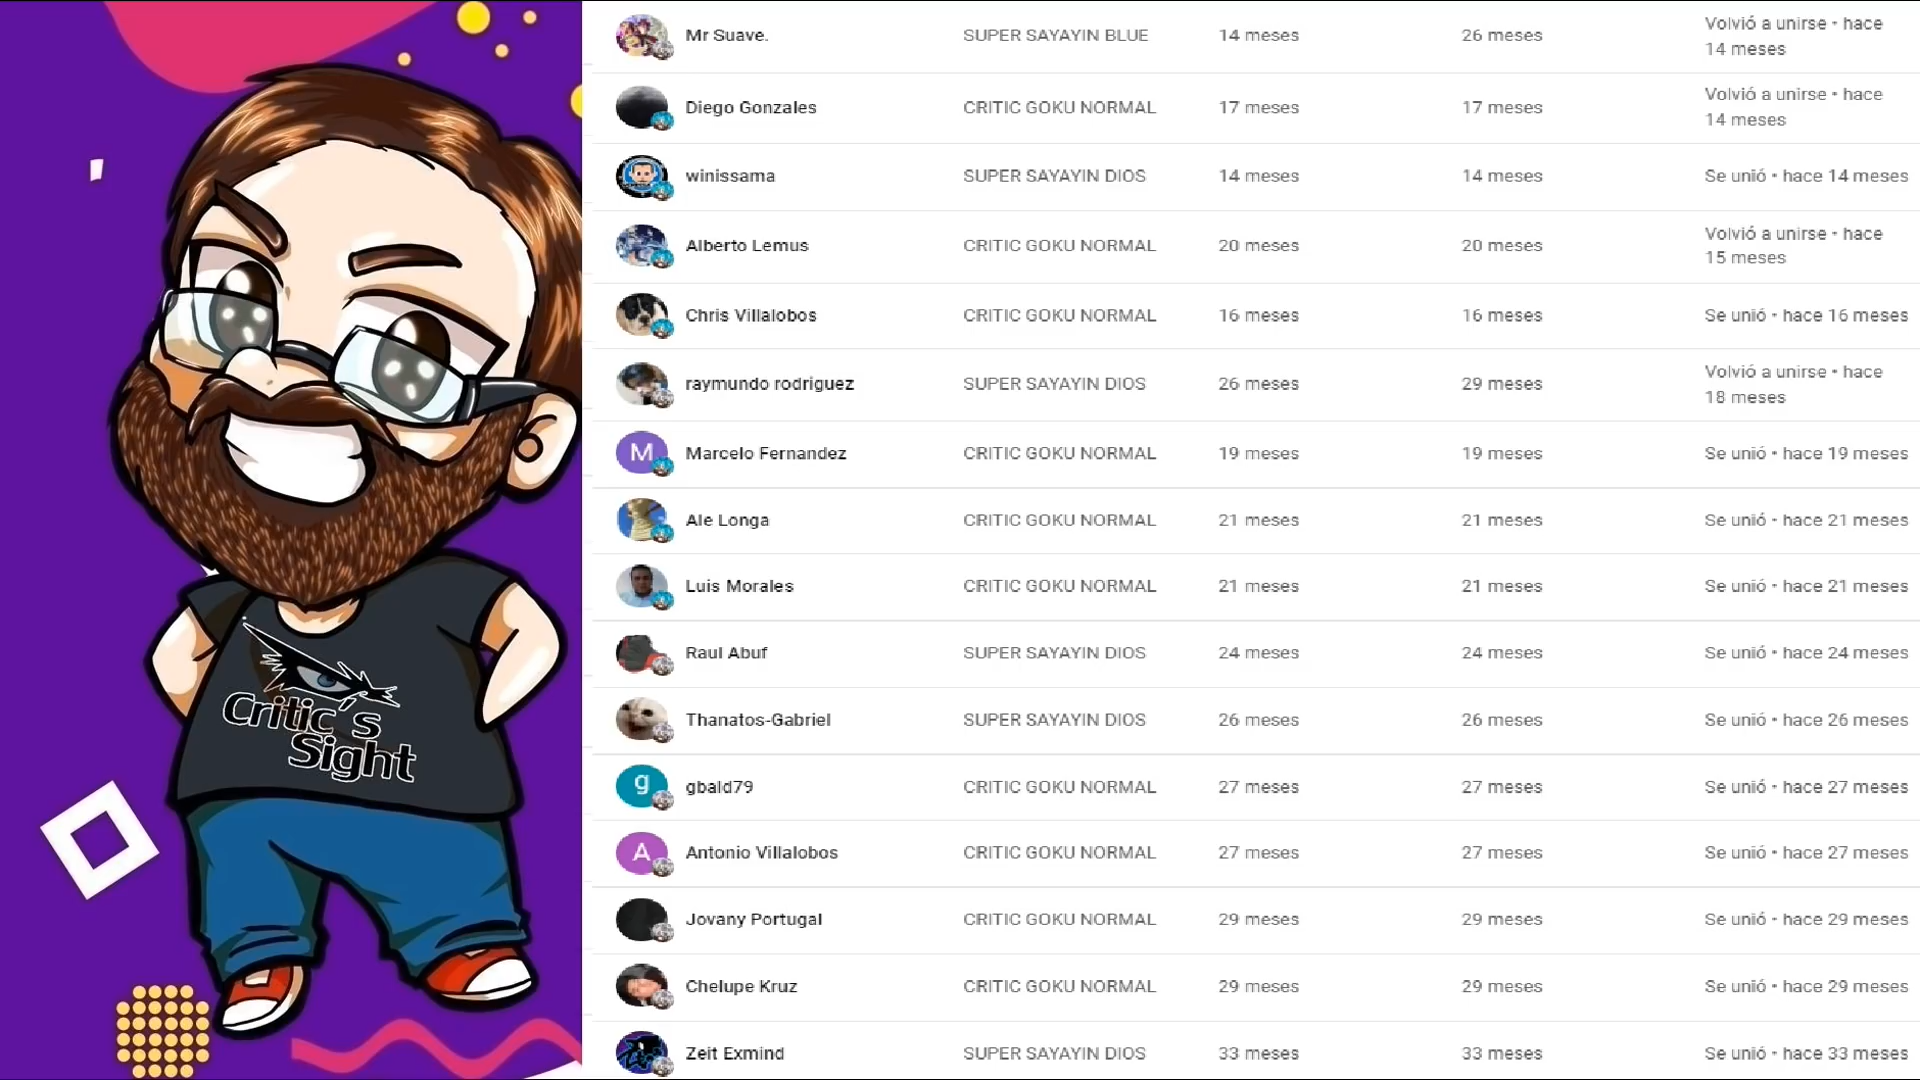 Critic's
Sight
Mr Suave. SUPER SAYAYIN BLUE 14 meses 26 meses Volvió a unirse • hace
14 meses
Diego Gonzales CRITIC GOKU NORMAL 17 meses 17 meses Volvió a unirse • hace
14 meses
winissama SUPER SAYAYIN DIOS 14 meses 14 meses Se unió • hace 14 meses
Alberto Lemus CRITIC GOKU NORMAL 20 meses 20 meses Volvió a unirse • hace
15 meses
Chris Villalobos CRITIC GOKU NORMAL 16 meses 16 meses Se unió • hace 16 meses
raymundo rodriguez SUPER SAYAYIN DIOS 26 meses 29 meses Volvió a unirse • hace
18 meses
M Marcelo Fernandez CRITIC GOKU NORMAL 19 meses 19 meses Se unió • hace 19 meses
Ale Longa CRITIC GOKU NORMAL 21 meses 21 meses Se unió • hace 21 meses
Luis Morales CRITIC GOKU NORMAL 21 meses 21 meses Se unió • hace 21 meses
Raul Abuf SUPER SAYAYIN DIOS 24 meses 24 meses Se unió • hace 24 meses
Thanatos-Gabriel SUPER SAYAYIN DIOS 26 meses 26 meses Se unió • hace 26 meses
g gbald79 CRITIC GOKU NORMAL 27 meses 27 meses Se unió • hace 27 meses
A Antonio Villalobos CRITIC GOKU NORMAL 27 meses 27 meses Se unió • hace 27 meses
Jovany Portugal CRITIC GOKU NORMAL 29 meses 29 meses Se unió • hace 29 meses
Chelupe Kruz CRITIC GOKU NORMAL 29 meses 29 meses Se unió • hace 29 meses
Zeit Exmind SUPER SAYAYIN DIOS 33 meses 33 meses Se unió • hace 33 meses